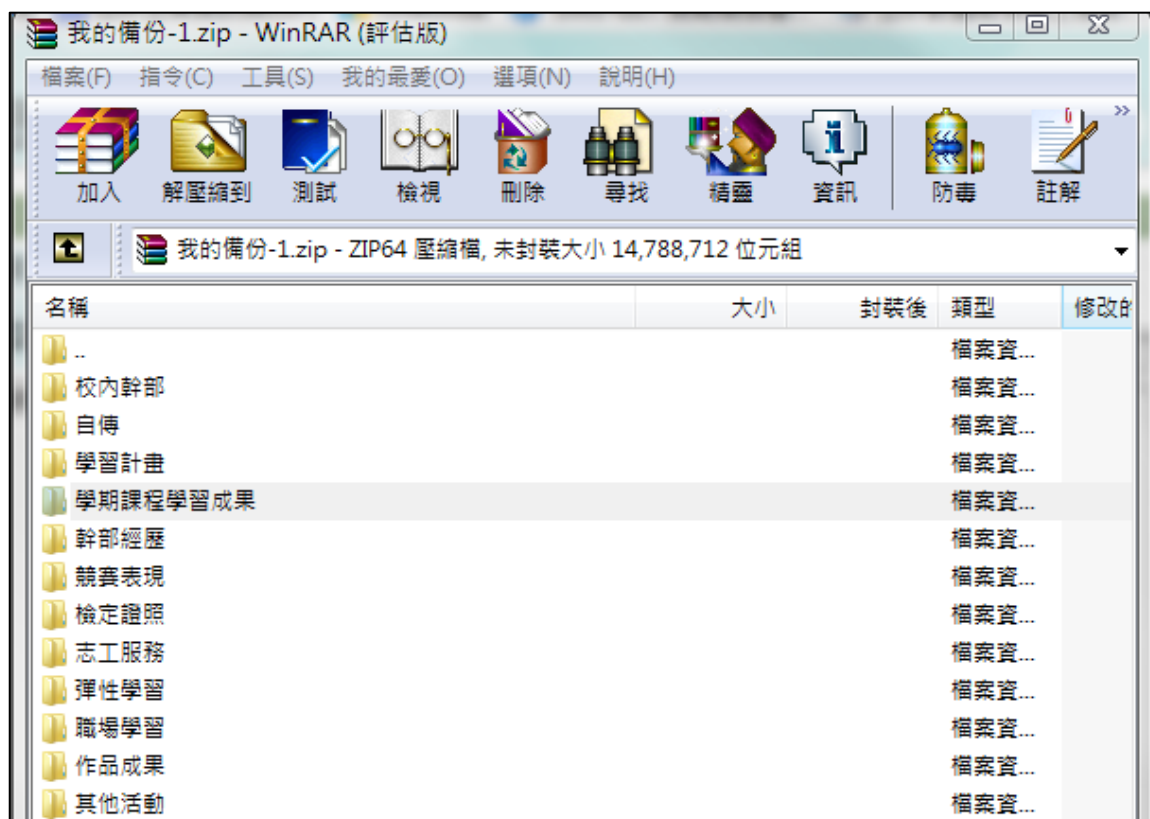 我的備份-1.zip - WinRAR (評估版)
檔案(F) 指令(C) 工具(S) 我的最愛(O) 選項(N) 說明(H)
加入 解壓縮到 測試 檢視 刪除 尋找 精靈 資訊 防毒 註解
我的備份-1.zip - ZIP64 壓縮檔, 未封裝大小 14,788,712 位元組
名稱 大小 封裝後 類型 修改的
.. 檔案資...
校內幹部 檔案資...
自傳 檔案資...
學習計畫 檔案資...
學期課程學習成果 檔案資...
幹部經歷 檔案資...
競賽表現 檔案資...
檢定證照 檔案資...
志工服務 檔案資...
彈性學習 檔案資...
職場學習 檔案資...
作品成果 檔案資...
其他活動 檔案資...